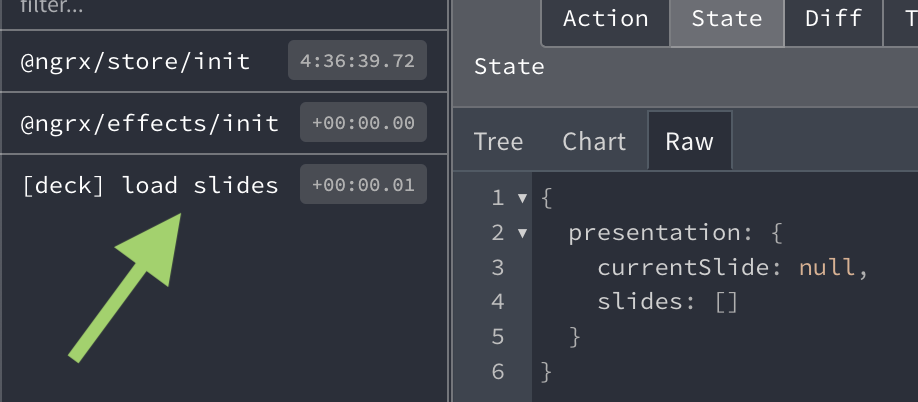 filter...
@ngrx/store/init 4:36:39.72
@ngrx/effects/init +00:00.00
[deck] load slides +00:00.01
Action State Diff T
State
Tree Chart Raw
1 ▼ {
2 ▼ presentation: {
3 currentSlide: null,
4 slides: []
5 }
6 }